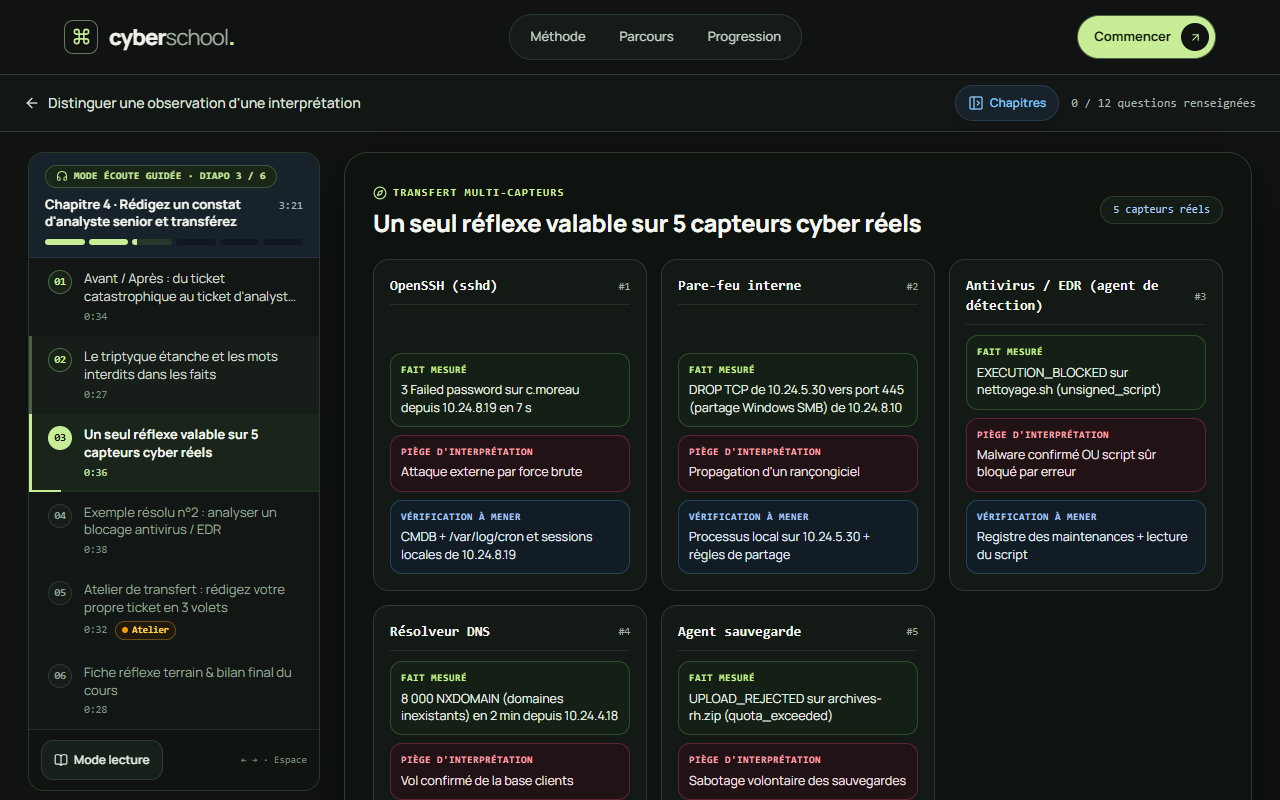 ⌘ cyberschool.
Méthode
Parcours
Progression
Commencer
← Distinguer une observation d'une interprétation
Chapitres
0 / 12 questions renseignées
MODE ÉCOUTE GUIDÉE · DIAPO 3 / 6
Chapitre 4 · Rédigez un constat
d'analyste senior et transférez
3:21
01
Avant / Après : du ticket
catastrophique au ticket d'analyst…
0:34
02
Le triptyque étanche et les mots
interdits dans les faits
0:27
03
Un seul réflexe valable sur 5
capteurs cyber réels
0:36
04
Exemple résolu n°2 : analyser un
blocage antivirus / EDR
0:38
05
Atelier de transfert : rédigez votre
propre ticket en 3 volets
0:32
Atelier
06
Fiche réflexe terrain & bilan final du
cours
0:28
Mode lecture
← → · Espace
TRANSFERT MULTI-CAPTEURS
Un seul réflexe valable sur 5 capteurs cyber réels
5 capteurs réels
OpenSSH (sshd)
#1
FAIT MESURÉ
3 Failed password sur c.moreau
depuis 10.24.8.19 en 7 s
PIÈGE D'INTERPRÉTATION
Attaque externe par force brute
VÉRIFICATION À MENER
CMDB + /var/log/cron et sessions
locales de 10.24.8.19
Pare-feu interne
#2
FAIT MESURÉ
DROP TCP de 10.24.5.30 vers port 445
(partage Windows SMB) de 10.24.8.10
PIÈGE D'INTERPRÉTATION
Propagation d'un rançongiciel
VÉRIFICATION À MENER
Processus local sur 10.24.5.30 +
règles de partage
Antivirus / EDR (agent de
détection)
#3
FAIT MESURÉ
EXECUTION_BLOCKED sur
nettoyage.sh (unsigned_script)
PIÈGE D'INTERPRÉTATION
Malware confirmé OU script sûr
bloqué par erreur
VÉRIFICATION À MENER
Registre des maintenances + lecture
du script
Résolveur DNS
#4
FAIT MESURÉ
8 000 NXDOMAIN (domaines
inexistants) en 2 min depuis 10.24.4.18
PIÈGE D'INTERPRÉTATION
Vol confirmé de la base clients
Agent sauvegarde
#5
FAIT MESURÉ
UPLOAD_REJECTED sur archives-
rh.zip (quota_exceeded)
PIÈGE D'INTERPRÉTATION
Sabotage volontaire des sauvegardes